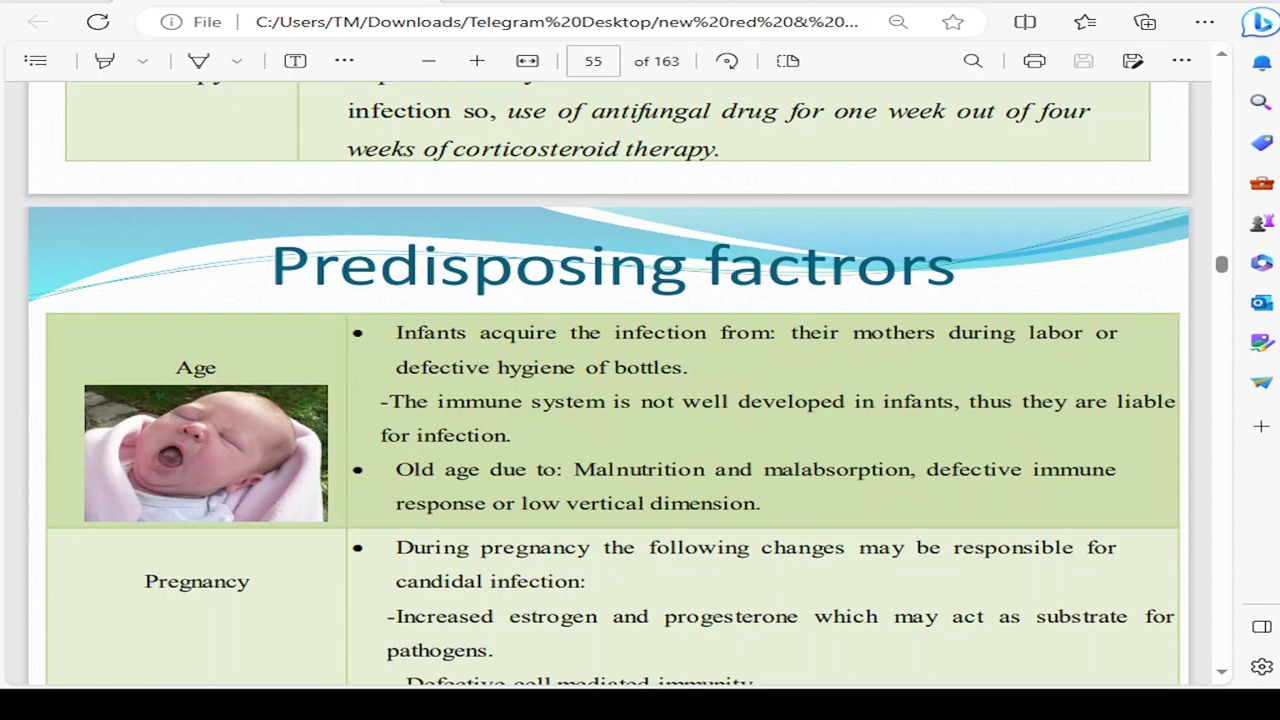 File
C:/Users/TM/Downloads/Telegram%20Desktop/new%20red%20&%20...
55 of 163
infection so, use of antifungal drug for one week out of four
weeks of corticosteroid therapy.
Predisposing factrors
Age
• Infants acquire the infection from: their mothers during labor or
defective hygiene of bottles.
-The immune system is not well developed in infants, thus they are liable
for infection.
• Old age due to: Malnutrition and malabsorption, defective immune
response or low vertical dimension.
Pregnancy
• During pregnancy the following changes may be responsible for
candidal infection:
-Increased estrogen and progesterone which may act as substrate for
pathogens.
Defective cell mediated immunity